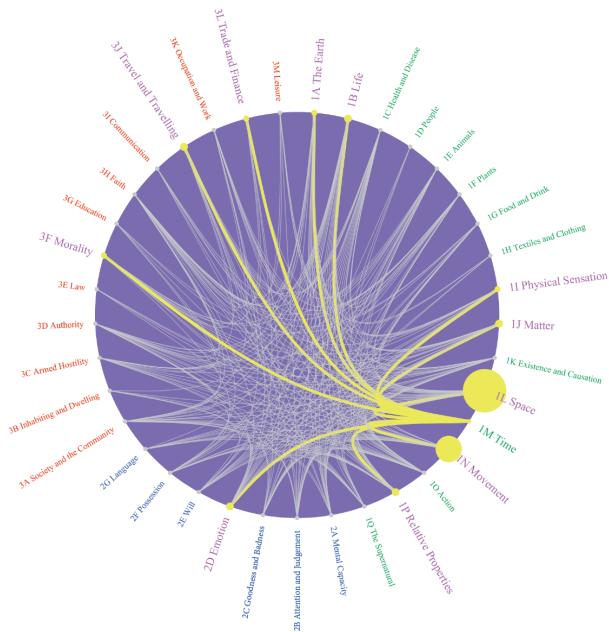 1A The Earth
1B Life
1C Health and Disease
1D People
1E Animals
1F Plants
1G Food and Drink
1H Textiles and Clothing
1I Physical Sensation
1J Matter
1K Existence and Causation
1L Space
1M Time
1N Movement
1O Action
1P Relative Properties
1Q The Supernatural
2A Mental Capacity
2B Attention and Judgement
2C Goodness and Badness
2D Emotion
2E Will
2F Possession
2G Language
3A Society and the Community
3B Inhabiting and Dwelling
3C Armed Hostility
3D Authority
3E Law
3F Morality
3G Education
3H Faith
3I Communication
3J Travel and Travelling
3K Occupation and Work
3L Trade and Finance
3M Leisure